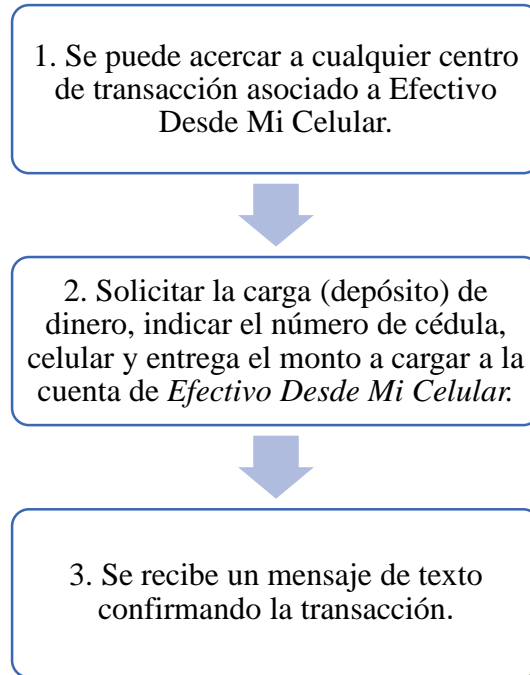 1. Se puede acercar a cualquier centro
de transacción asociado a Efectivo
Desde Mi Celular.
2. Solicitar la carga (depósito) de
dinero, indicar el número de cédula,
celular y entrega el monto a cargar a la
cuenta de Efectivo Desde Mi Celular.
3. Se recibe un mensaje de texto
confirmando la transacción.